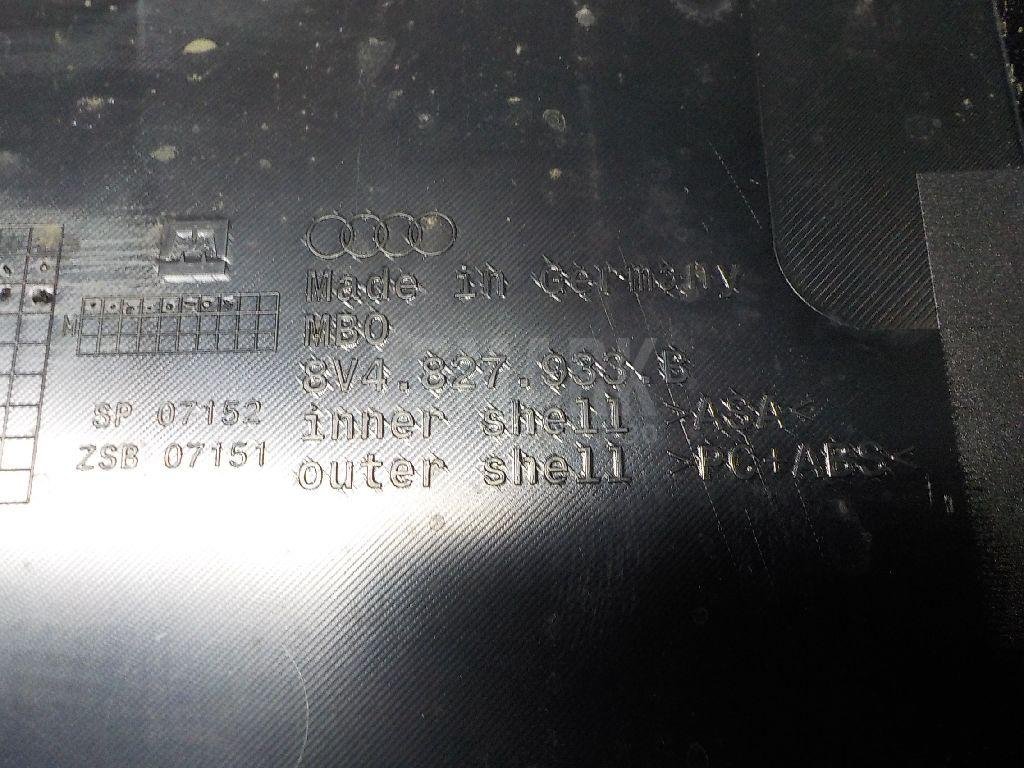 Made in Germany
MBO
8V4.827.933.B
inner shell >ASA<
outer shell >PC+ABS<
M
SP 07152
ZSB 07151